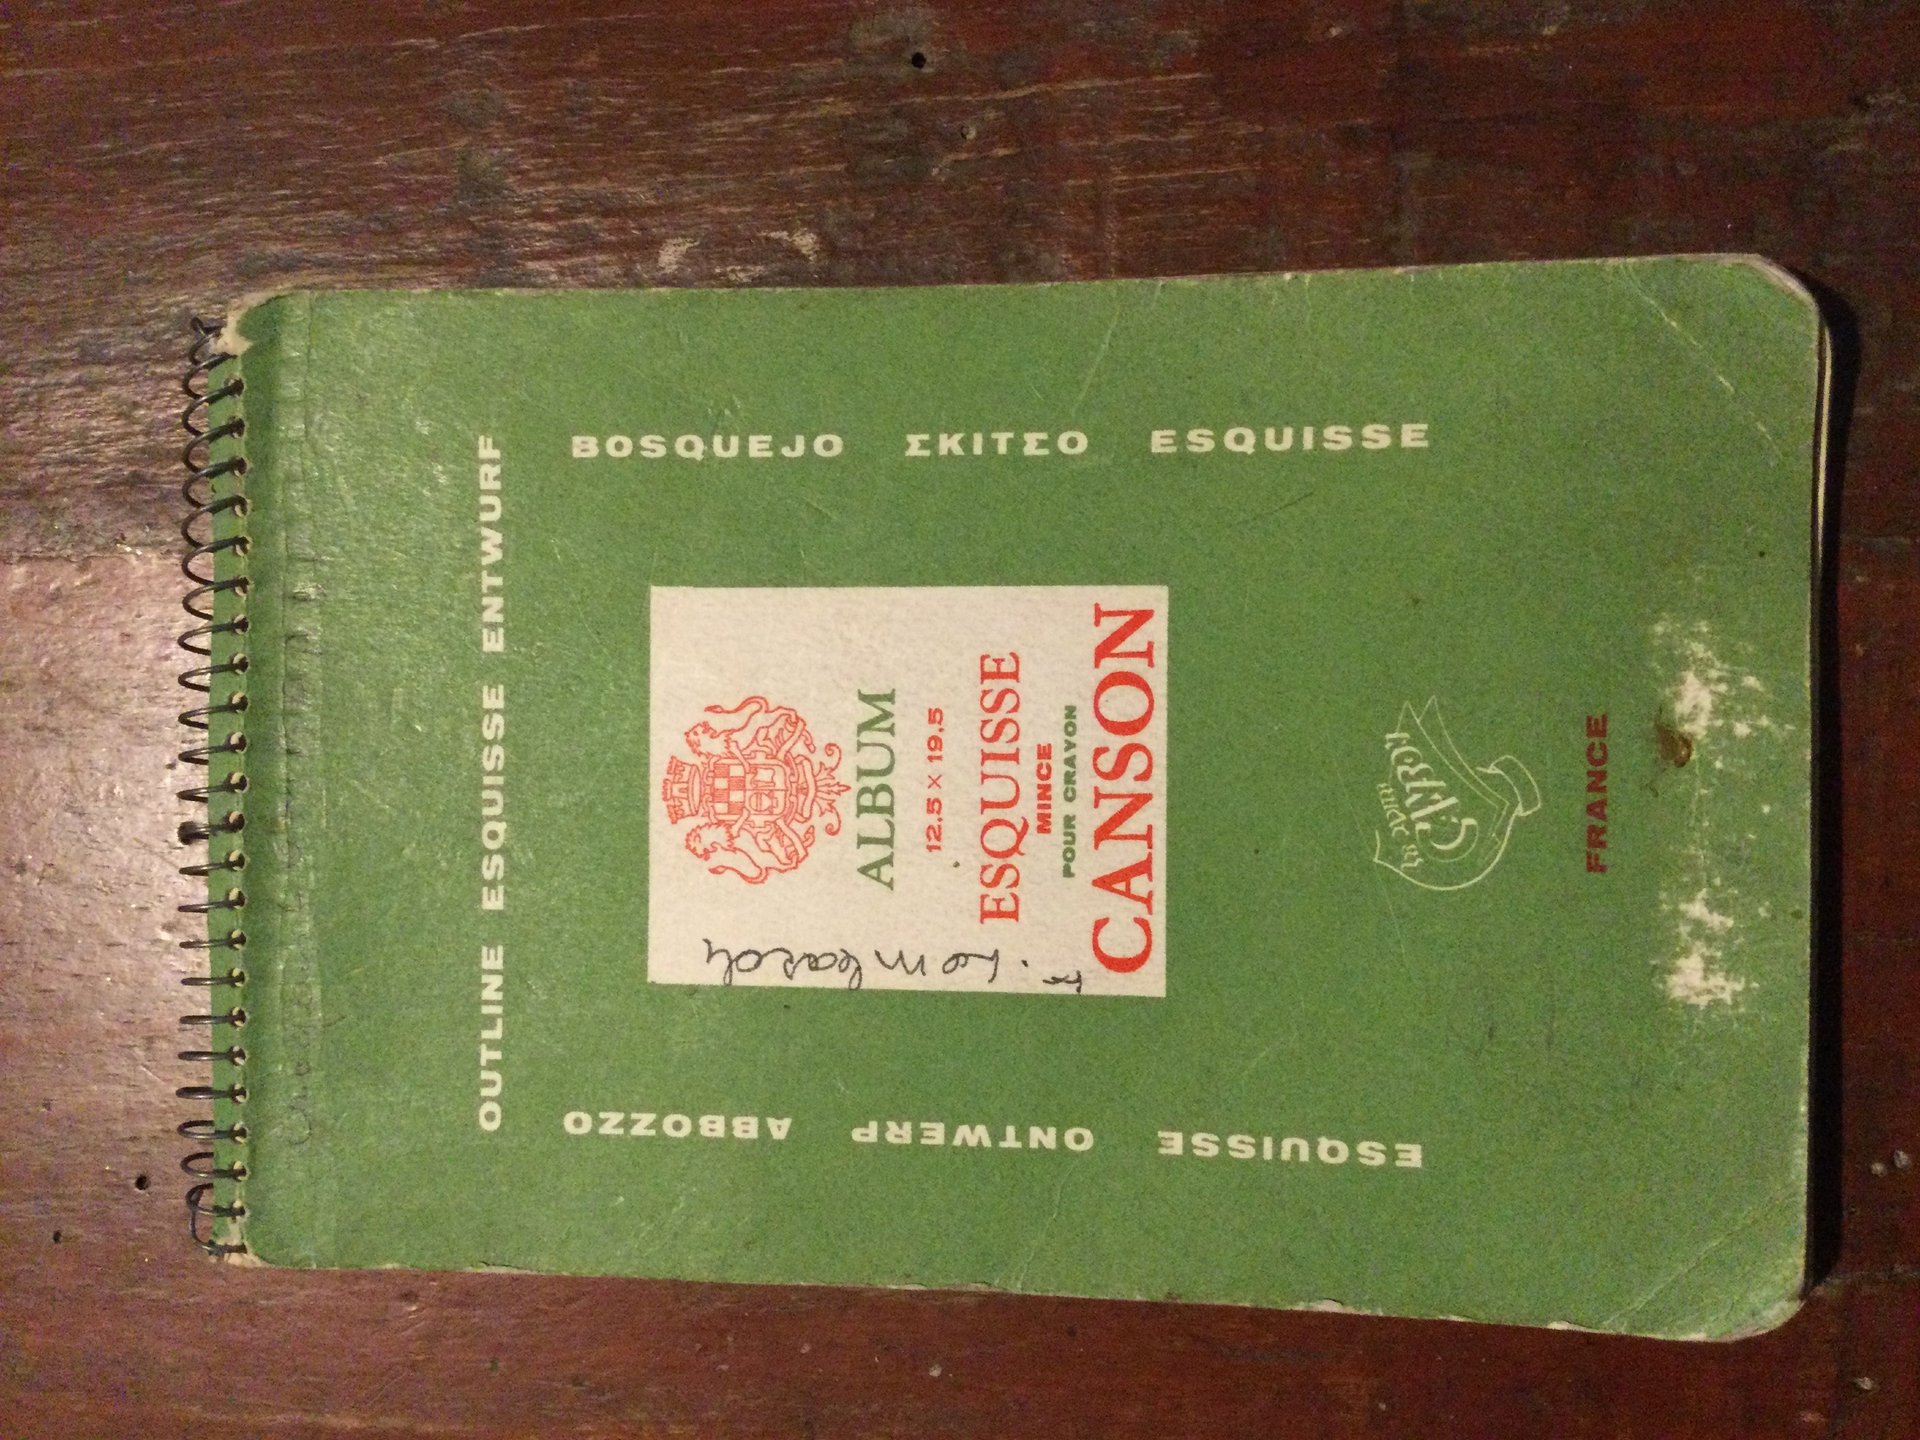 OUTLINE ESQUISSE ENTWURF
BOSQUEJO ΣΚΙΤΣΟ ESQUISSE
ESQUISSE ONTWERP ABBOZZO
ALBUM
12,5 × 19,5
ESQUISSE
MINCE
POUR CRAYON
CANSON
FRANCE